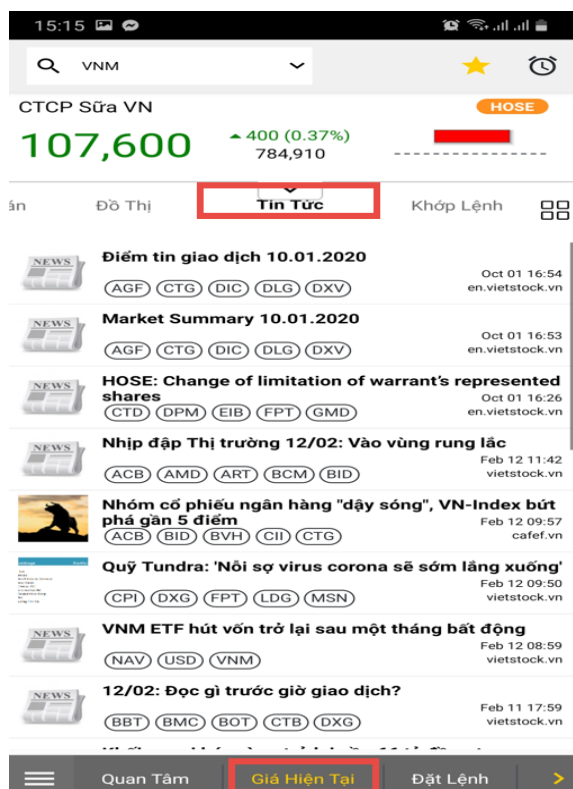 15:15
VNM
CTCP Sữa VN
HOSE
107,600
400 (0.37%)
784,910
án
Đồ Thị
Tin Tức
Khớp Lệnh
NEWS
Điểm tin giao dịch 10.01.2020
Oct 01 16:54
AGF CTG DIC DLG DXV
en.vietstock.vn
NEWS
Market Summary 10.01.2020
Oct 01 16:53
AGF CTG DIC DLG DXV
en.vietstock.vn
NEWS
HOSE: Change of limitation of warrant’s represented
shares
Oct 01 16:26
CTD DPM EIB FPT GMD
en.vietstock.vn
NEWS
Nhịp đập Thị trường 12/02: Vào vùng rung lắc
Feb 12 11:42
ACB AMD ART BCM BID
vietstock.vn
Nhóm cổ phiếu ngân hàng "dậy sóng", VN-Index bứt
phá gần 5 điểm
Feb 12 09:57
ACB BID BVH CII CTG
cafef.vn
Quỹ Tundra: 'Nỗi sợ virus corona sẽ sớm lắng xuống'
Feb 12 09:50
CPI DXG FPT LDG MSN
vietstock.vn
NEWS
VNM ETF hút vốn trở lại sau một tháng bất động
Feb 12 08:59
NAV USD VNM
vietstock.vn
NEWS
12/02: Đọc gì trước giờ giao dịch?
Feb 11 17:59
BBT BMC BOT CTB DXG
vietstock.vn
Quan Tâm
Giá Hiện Tại
Đặt Lệnh